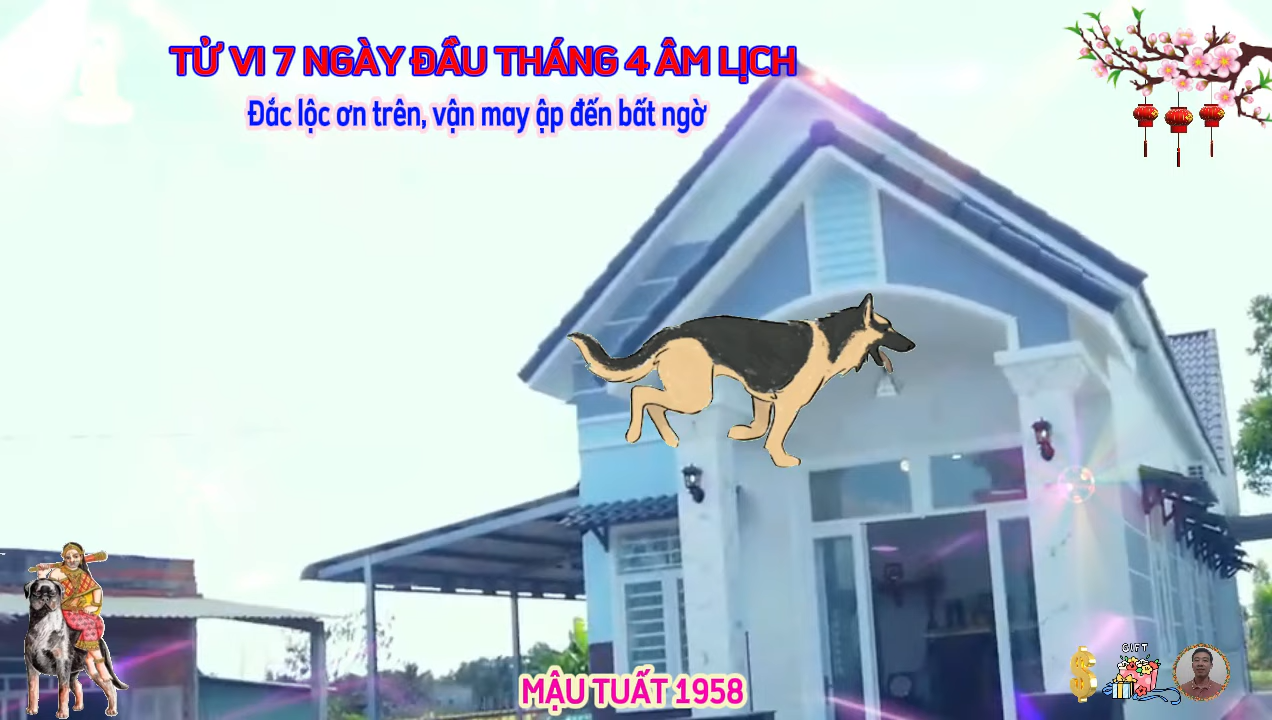 TỬ VI 7 NGÀY ĐẦU THÁNG 4 ÂM LỊCH
Đắc lộc ơn trên, vận may ập đến bất ngờ
GIFT
MẬU TUẤT 1958